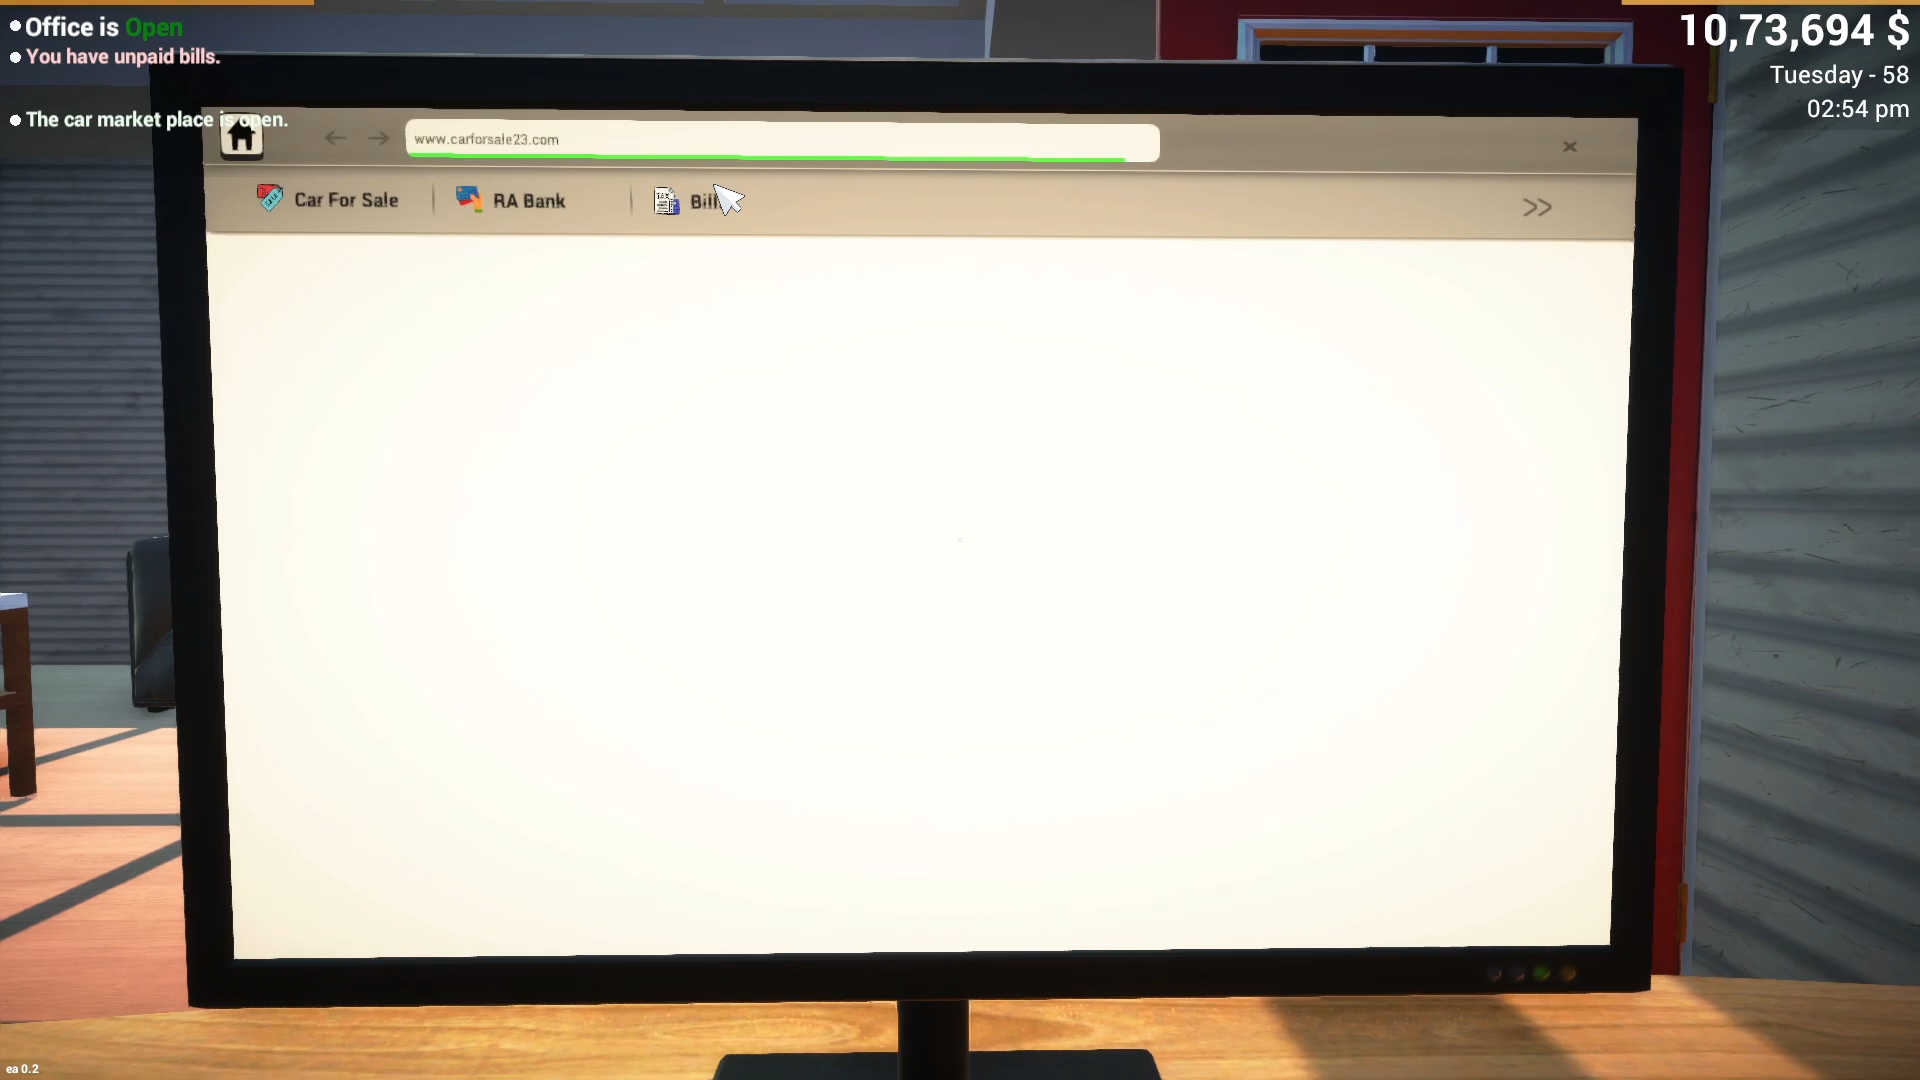 Office is Open
You have unpaid bills.
The car market place is open.
10,73,694 $
Tuesday - 58
02:54 pm
www.carforsale23.com
Car For Sale
RA Bank
ea 0.2